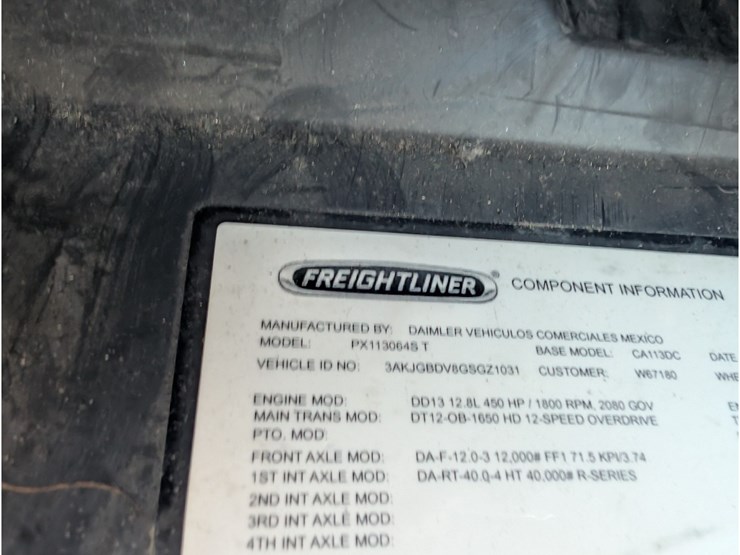 FREIGHTLINER® COMPONENT INFORMATION
MANUFACTURED BY: DAIMLER VEHICULOS COMERCIALES MEXICO
MODEL: PX113064S T BASE MODEL: CA113DC DATE
VEHICLE ID NO: 3AKJGBDV8GSGZ1031 CUSTOMER: W67180 WHE
ENGINE MOD: DD13 12.8L 450 HP / 1800 RPM, 2080 GOV
MAIN TRANS MOD: DT12-OB-1650 HD 12-SPEED OVERDRIVE
PTO. MOD:
FRONT AXLE MOD: DA-F-12.0-3 12,000# FF1 71.5 KPI/3.74
1ST INT AXLE MOD: DA-RT-40.0-4 HT 40,000# R-SERIES
2ND INT AXLE MOD:
3RD INT AXLE MOD:
4TH INT AXLE MOD: